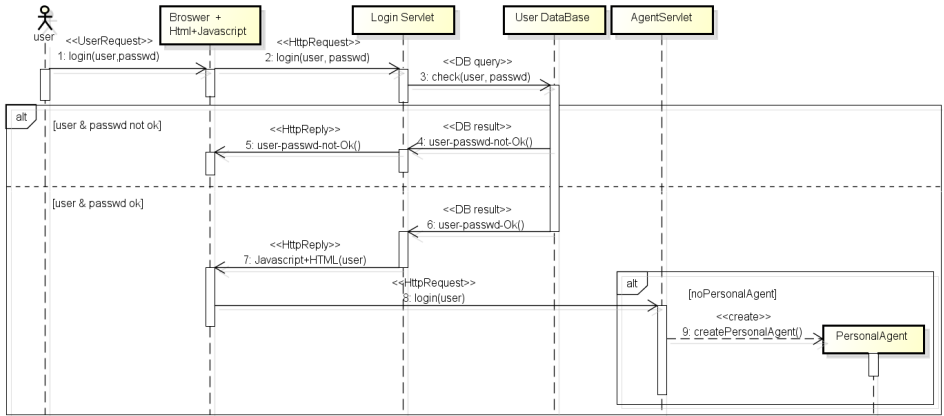 user
Broswer +
Html+Javascript
Login Servlet
User DataBase
AgentServlet
<<UserRequest>>
1: login(user,passwd)
<<HttpRequest>>
2: login(user, passwd)
<<DB query>>
3: check(user, passwd)
alt
[user & passwd not ok]
<<DB result>>
4: user-passwd-not-Ok()
<<HttpReply>>
5: user-passwd-not-Ok()
[user & passwd ok]
<<DB result>>
6: user-passwd-Ok()
<<HttpReply>>
7: Javascript+HTML(user)
<<HttpRequest>>
8: login(user)
alt
[noPersonalAgent]
<<create>>
9: createPersonalAgent()
PersonalAgent